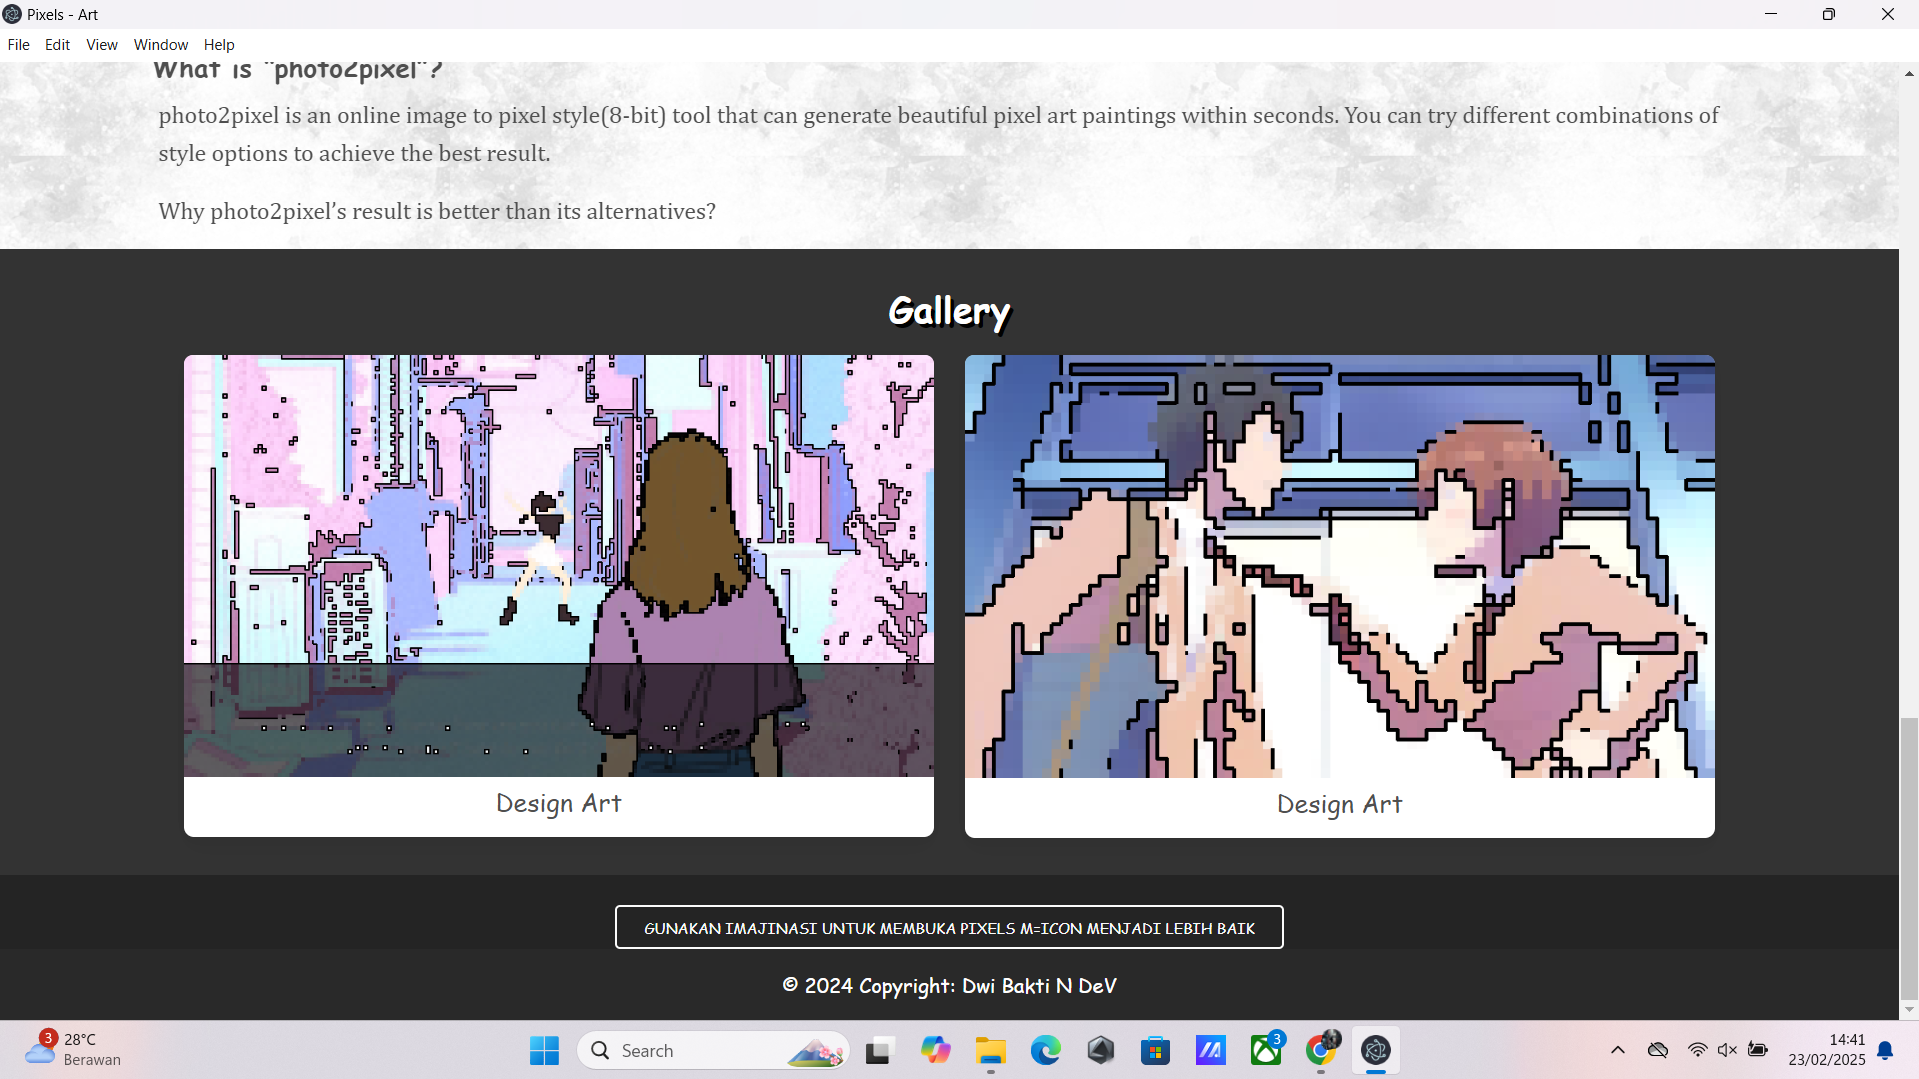 Pixels - Art
File Edit View Window Help
What is "photo2pixel"?
photo2pixel is an online image to pixel style(8-bit) tool that can generate beautiful pixel art paintings within seconds. You can try different combinations of
style options to achieve the best result.
Why photo2pixel’s result is better than its alternatives?
Gallery
Design Art
Design Art
GUNAKAN IMAJINASI UNTUK MEMBUKA PIXELS M=ICON MENJADI LEBIH BAIK
© 2024 Copyright: Dwi Bakti N DeV
3
28°C
Berawan
Search
3
14:41
23/02/2025